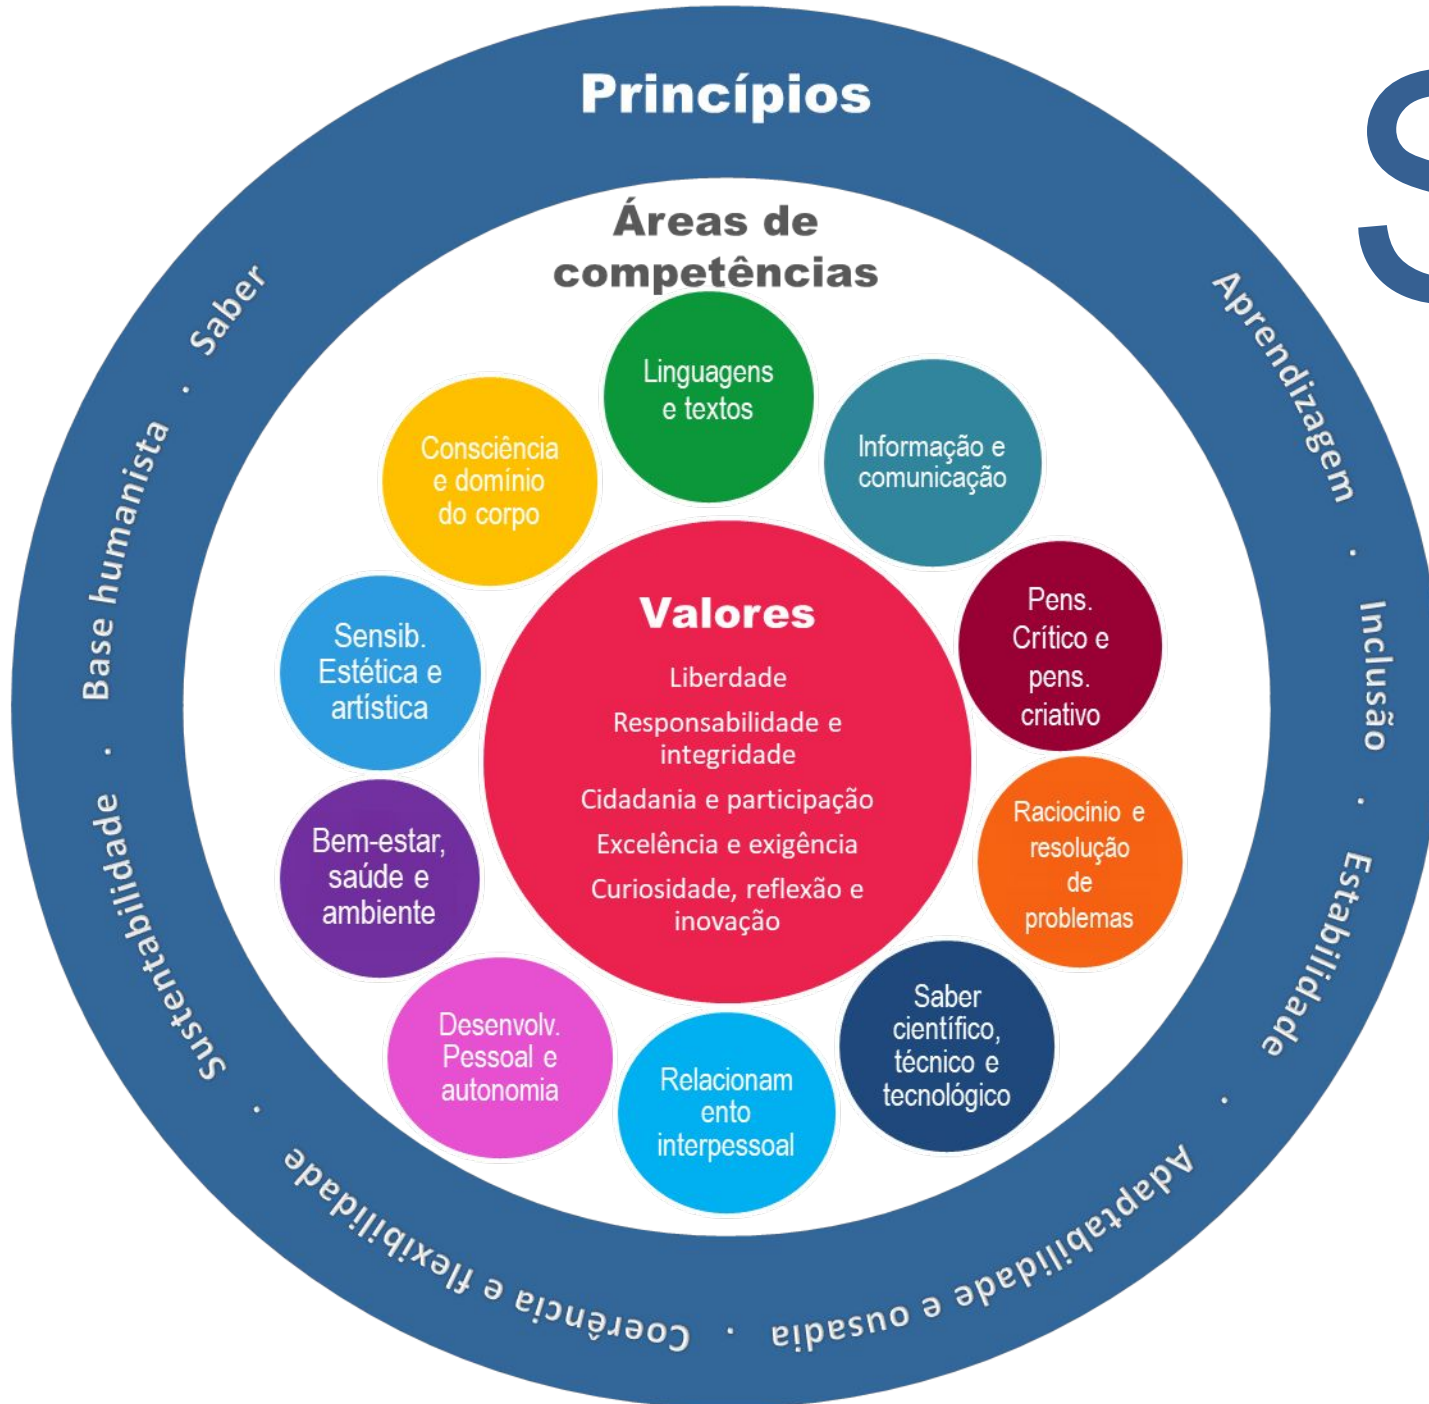 Princípios
Áreas de
competências
Linguagens
e textos
Informação e
comunicação
Pens.
Crítico e
pens.
criativo
Raciocínio e
resolução
de
problemas
Saber
científico,
técnico e
tecnológico
Relacionam
ento
interpessoal
Desenvolv.
Pessoal e
autonomia
Bem-estar,
saúde e
ambiente
Sensib.
Estética e
artística
Consciência
e domínio
do corpo
Valores
Liberdade
Responsabilidade e
integridade
Cidadania e participação
Excelência e exigência
Curiosidade, reflexão e
inovação
Aprendizagem . Inclusão . Estabilidade . Adaptabilidade e ousadia . Coerência e flexibilidade . Sustentabilidade . Base humanista . Saber
S